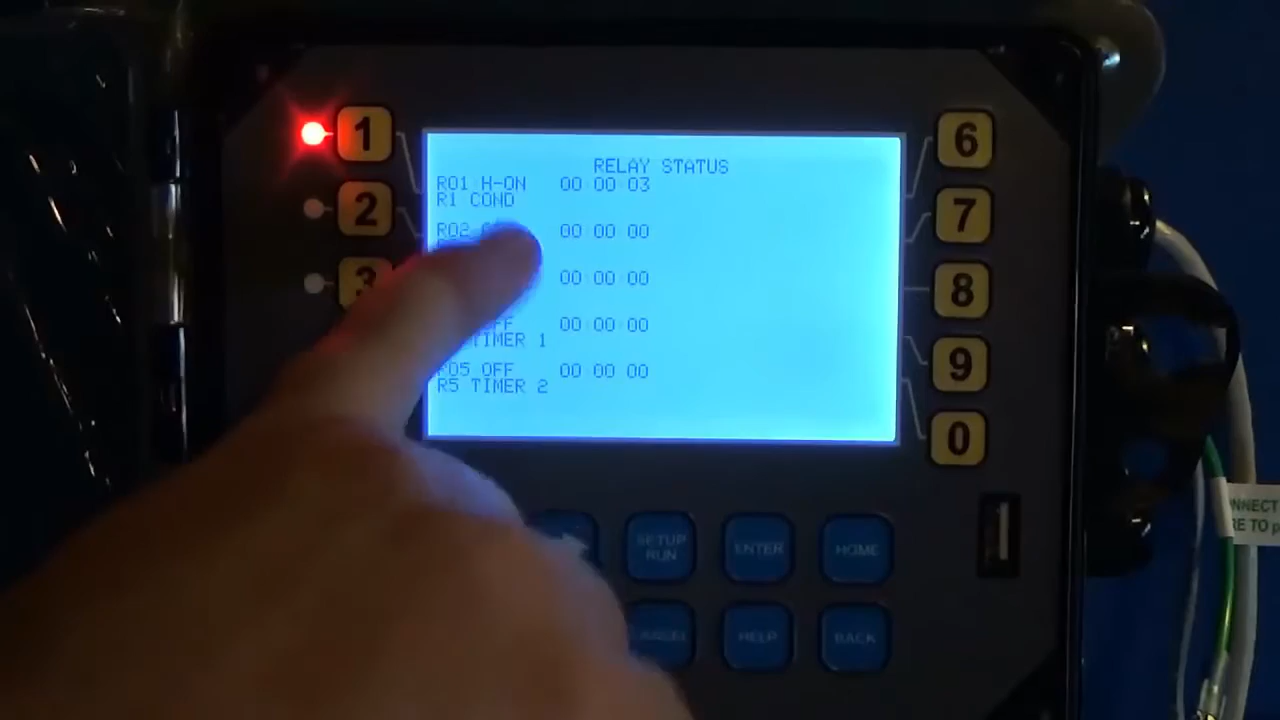 1
2
3
6
7
8
9
0
RELAY STATUS
R01 H-ON 00 00 03
R1 COND
R02 00 00 00
00 00 00
OFF 00 00 00
TIMER 1
R05 OFF 00 00 00
R5 TIMER 2
SETUP
RUN
ENTER
HOME
CANCEL
HELP
BACK